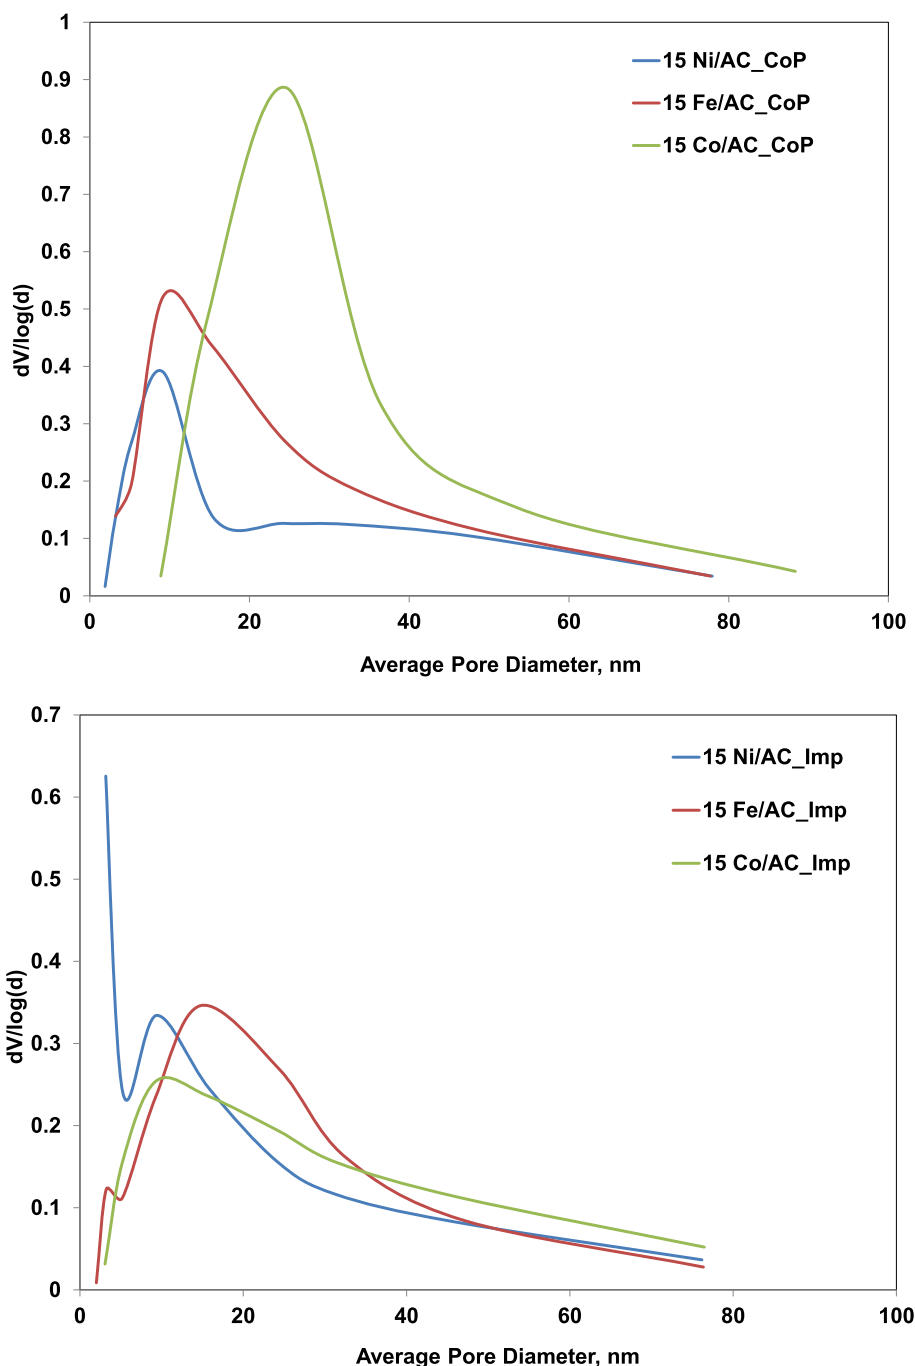 1
0.9
0.8
0.7
0.6
0.5
0.4
0.3
0.2
0.1
0
dV/log(d)
15 Ni/AC_CoP
15 Fe/AC_CoP
15 Co/AC_CoP
0 20 40 60 80 100
Average Pore Diameter, nm
0.7
0.6
0.5
0.4
0.3
0.2
0.1
0
dV/log(d)
15 Ni/AC_Imp
15 Fe/AC_Imp
15 Co/AC_Imp
0 20 40 60 80 100
Average Pore Diameter, nm